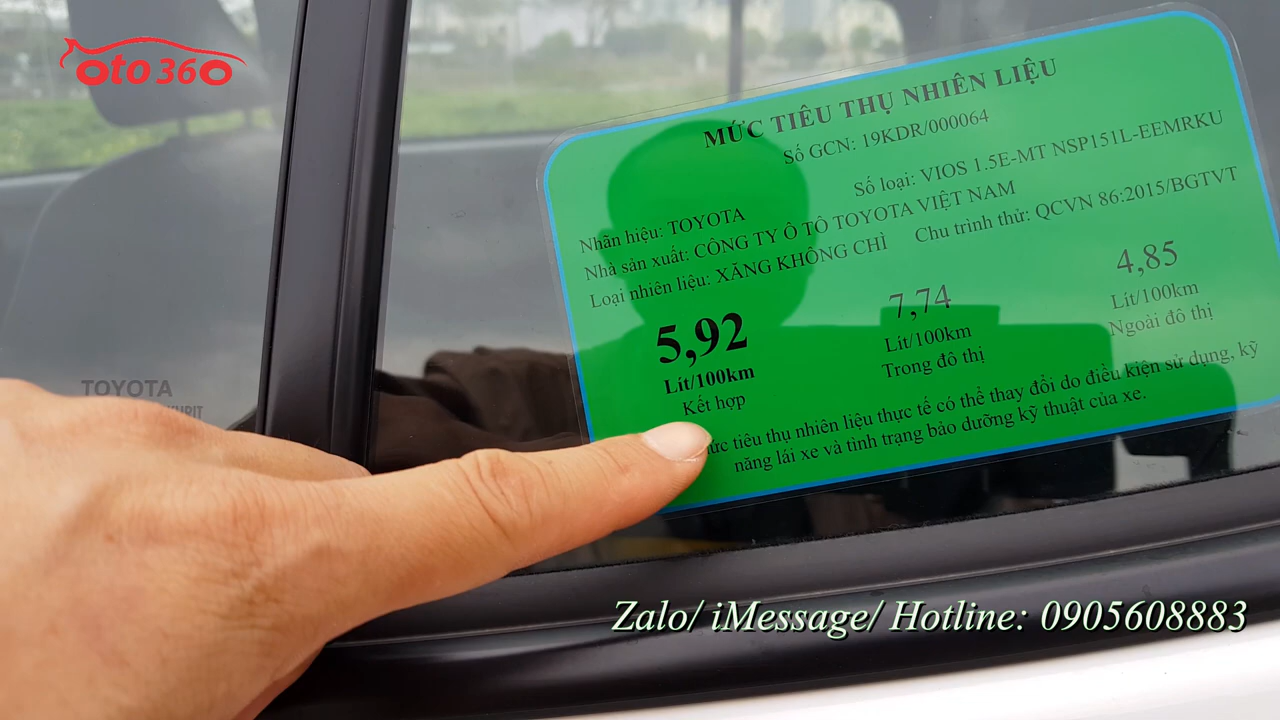 oto 360
MỨC TIÊU THỤ NHIÊN LIỆU
Số GCN: 19KDR/000064
Nhãn hiệu: TOYOTA
Số loại: VIOS 1.5E-MT NSP151L-EEMRKU
Nhà sản xuất: CÔNG TY Ô TÔ TOYOTA VIỆT NAM
Loại nhiên liệu: XĂNG KHÔNG CHÌ
Chu trình thử: QCVN 86:2015/BGTVT
5,92
Lít/100km
Kết hợp
7,74
Lít/100km
Trong đô thị
4,85
Lít/100km
Ngoài đô thị
tiêu thụ nhiên liệu thực tế có thể thay đổi do điều kiện sử dụng, kỹ
năng lái xe và tình trạng bảo dưỡng kỹ thuật của xe.
TOYOTA
Zalo/ iMessage/ Hotline: 0905608883